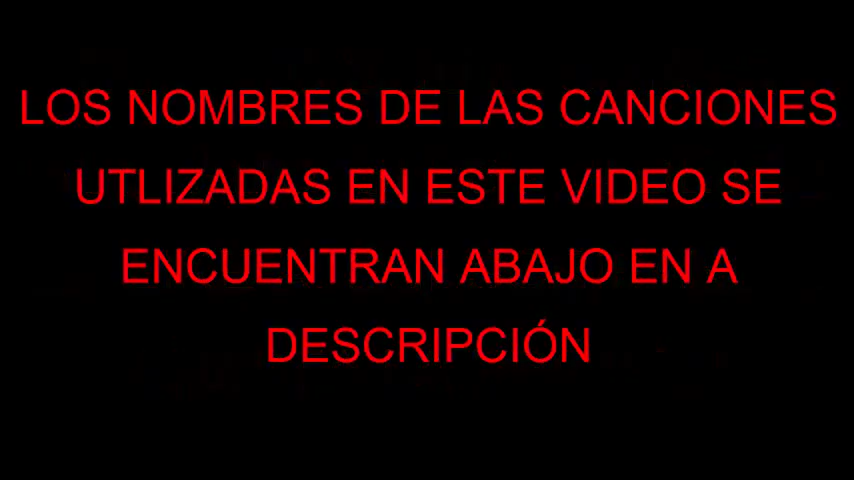 LOS NOMBRES DE LAS CANCIONES
UTLIZADAS EN ESTE VIDEO SE
ENCUENTRAN ABAJO EN A
DESCRIPCIÓN